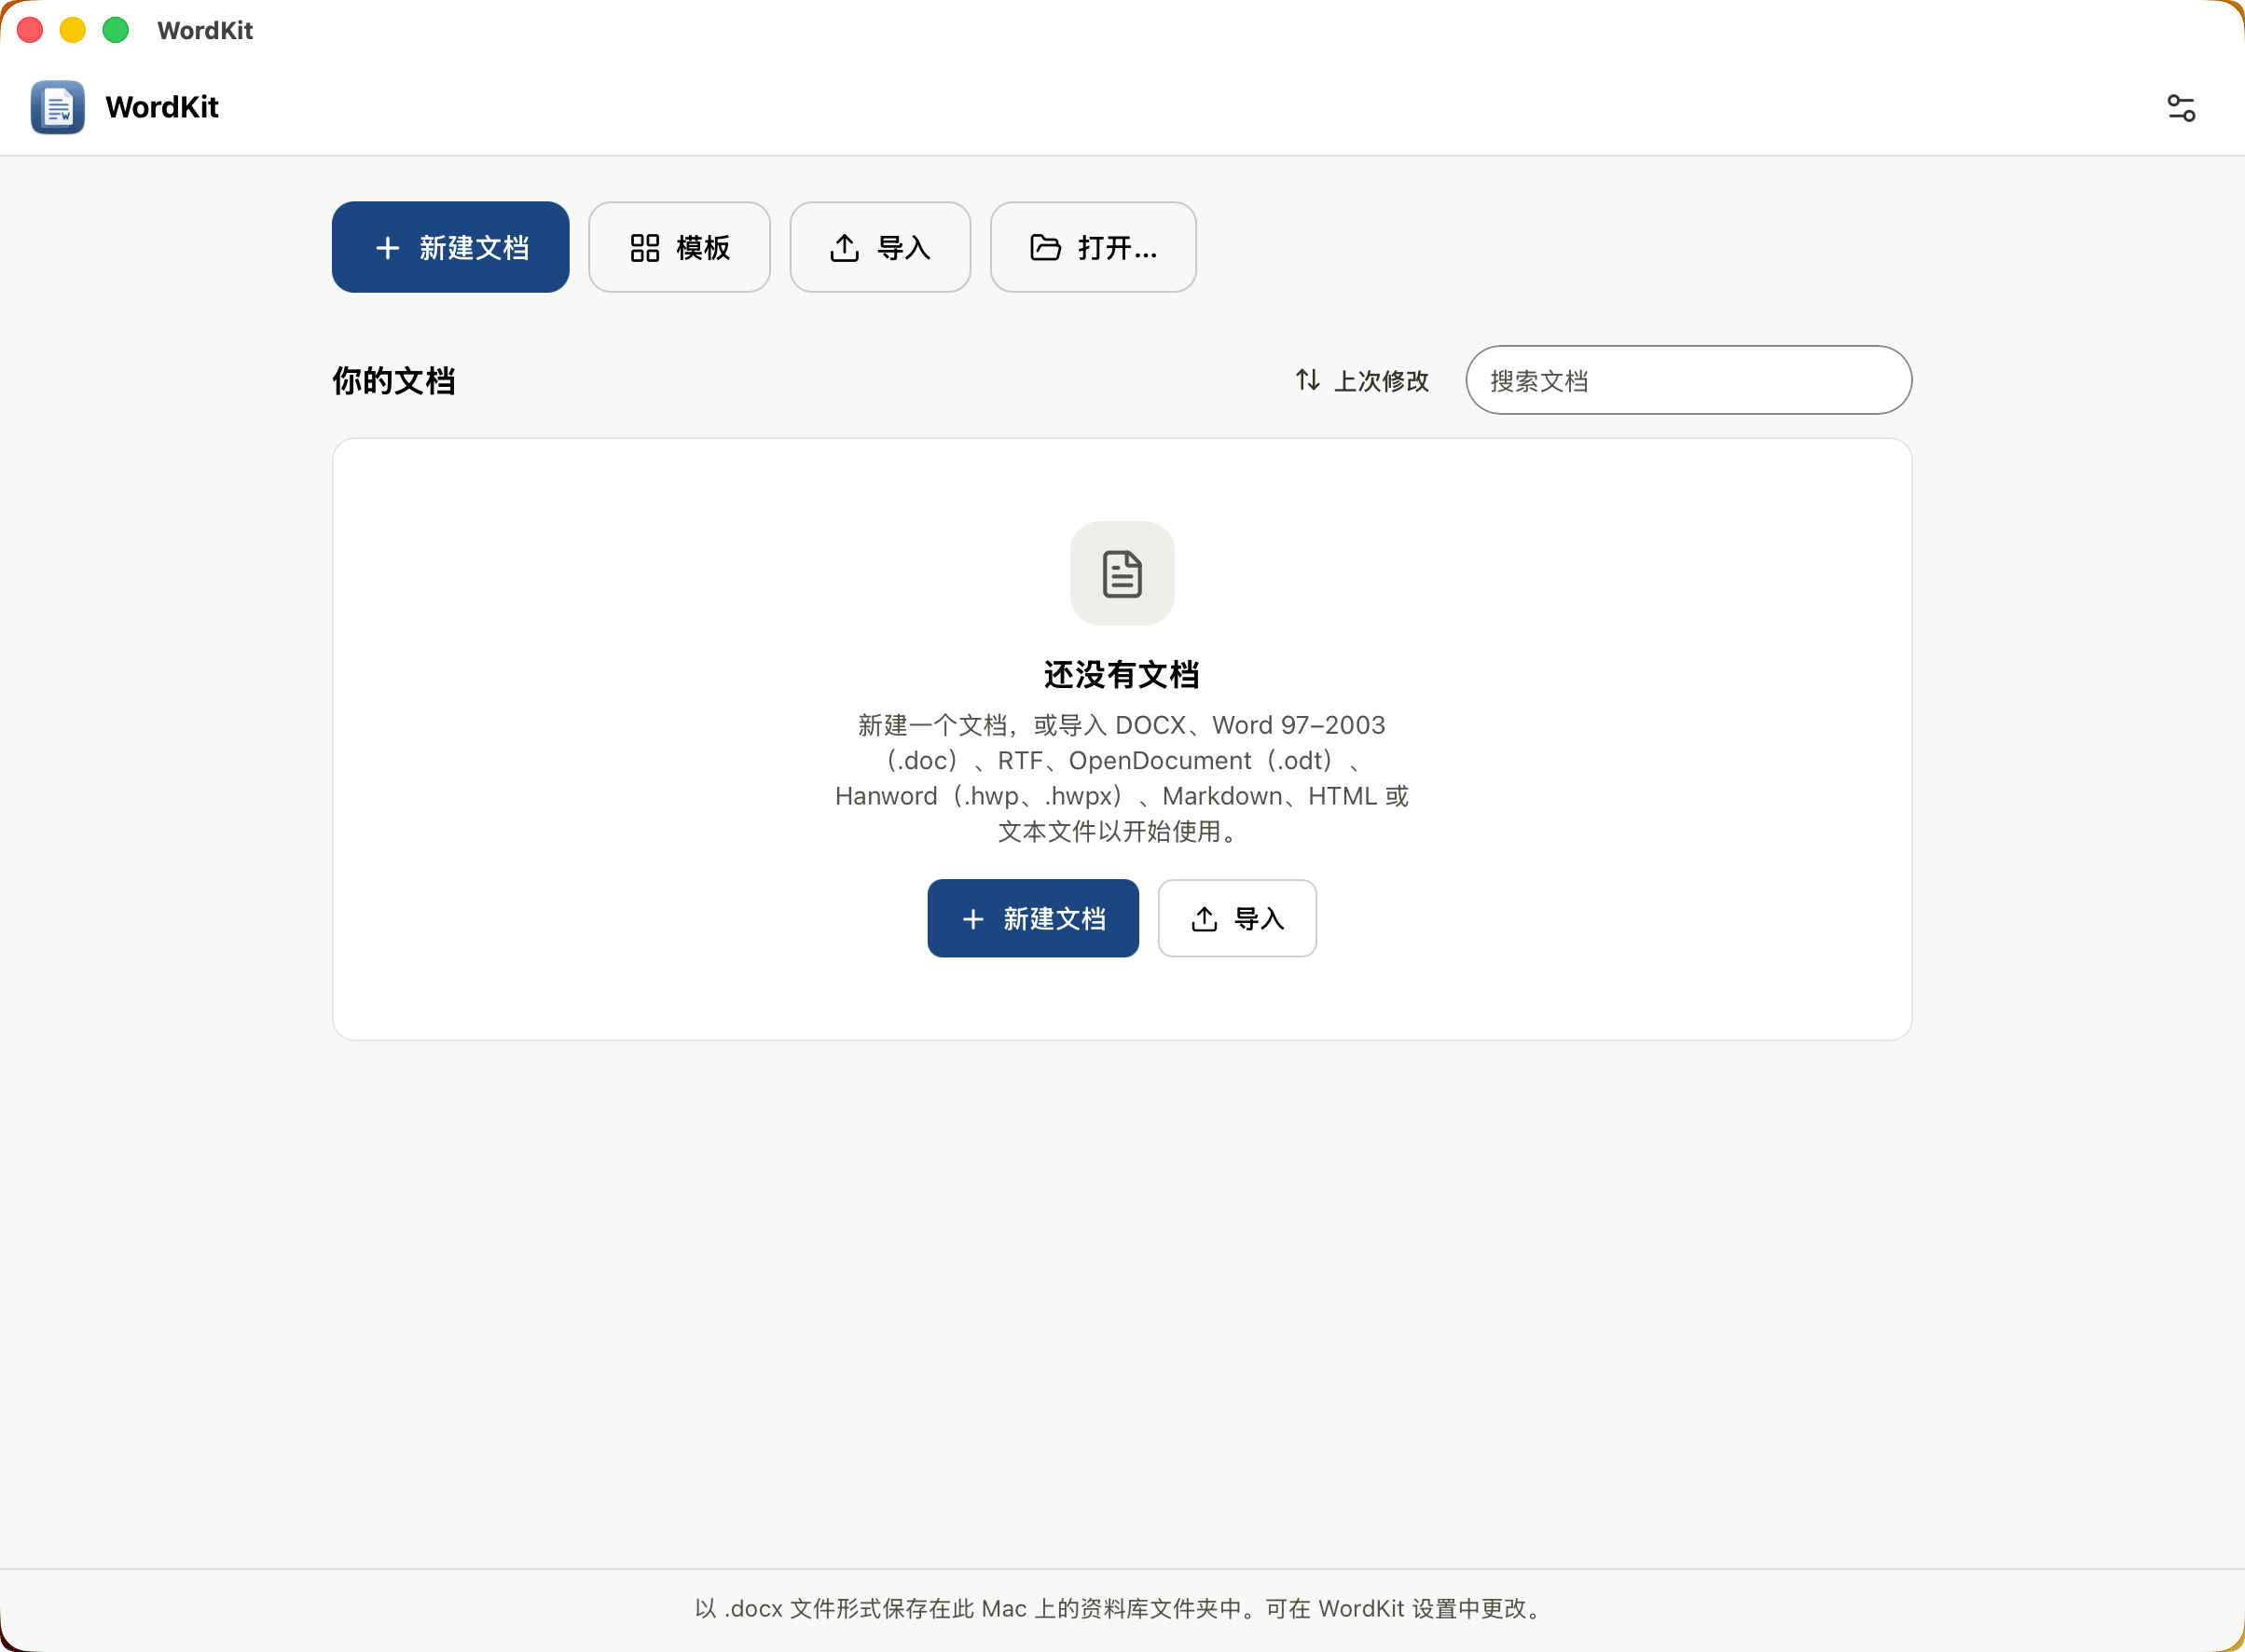 WordKit
WordKit
新建文档
模板
导入
打开...
你的文档
上次修改
搜索文档
还没有文档
新建一个文档，或导入 DOCX、Word 97–2003
（.doc）、RTF、OpenDocument（.odt）、
Hanword（.hwp、.hwpx）、Markdown、HTML 或
文本文件以开始使用。
新建文档
导入
以 .docx 文件形式保存在此 Mac 上的资料库文件夹中。可在 WordKit 设置中更改。